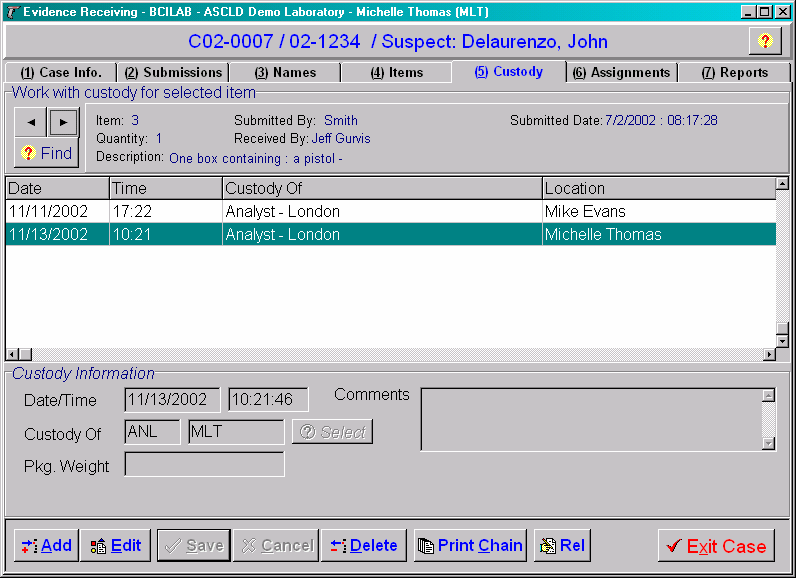 Evidence Receiving - BCILAB - ASCLD Demo Laboratory - Michelle Thomas (MLT)
C02-0007 / 02-1234 / Suspect: Delaurenzo, John ?
(1) Case Info. (2) Submissions (3) Names (4) Items (5) Custody (6) Assignments (7) Reports
Work with custody for selected item
Item: 3 Submitted By: Smith Submitted Date: 7/2/2002 : 08:17:28
Quantity: 1 Received By: Jeff Gurvis
? Find Description: One box containing : a pistol -
Date Time Custody Of Location
11/11/2002 17:22 Analyst - London Mike Evans
11/13/2002 10:21 Analyst - London Michelle Thomas
Custody Information
Date/Time 11/13/2002 10:21:46 Comments
Custody Of ANL MLT ? Select
Pkg. Weight
Add Edit Save Cancel Delete Print Chain Rel Exit Case